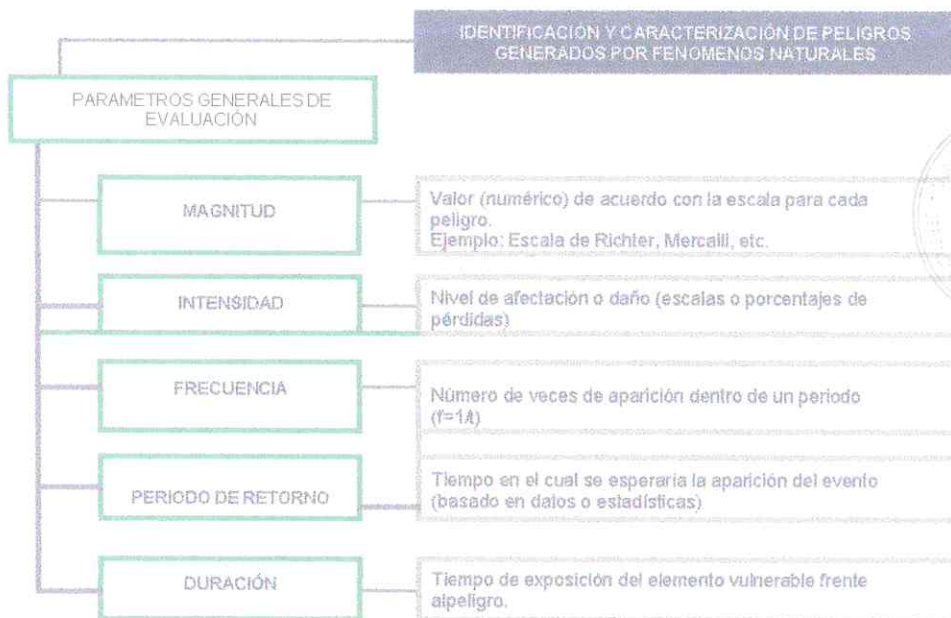 IDENTIFICACIÓN Y CARACTERIZACIÓN DE PELIGROS
GENERADOS POR FENOMENOS NATURALES
PARAMETROS GENERALES DE
EVALUACIÓN
MAGNITUD
Valor (numérico) de acuerdo con la escala para cada
peligro.
Ejemplo: Escala de Richter, Mercalli, etc.
INTENSIDAD
Nivel de afectación o daño (escalas o porcentajes de
pérdidas)
FRECUENCIA
Número de veces de aparición dentro de un periodo
(f=1/t)
PERIODO DE RETORNO
Tiempo en el cual se esperaría la aparición del evento
(basado en datos o estadísticas)
DURACIÓN
Tiempo de exposición del elemento vulnerable frente
alpeligro.